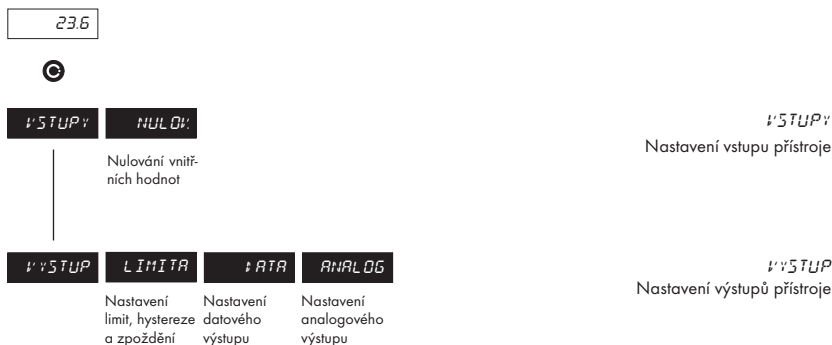 23.6
C
VSTUPY NULOV.
VSTUPY
Nastavení vstupu přístroje
Nulování vnitř-
ních hodnot
VYSTUP LIMITA DATA ANALOG
VYSTUP
Nastavení výstupů přístroje
Nastavení
limit, hystereze
a zpoždění
Nastavení
datového
výstupu
Nastavení
analogového
výstupu